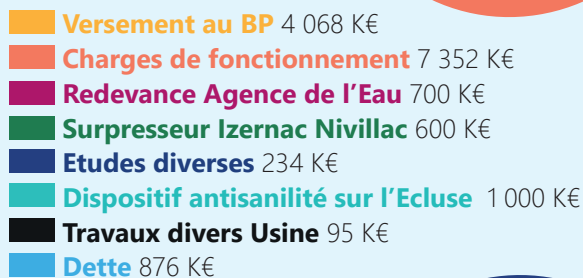 Versement au BP 4 068 K€
Charges de fonctionnement 7 352 K€
Redevance Agence de l'Eau 700 K€
Surpresseur Izernac Nivillac 600 K€
Etudes diverses 234 K€
Dispositif antisanilité sur l'Ecluse 1 000 K€
Travaux divers Usine 95 K€
Dette 876 K€